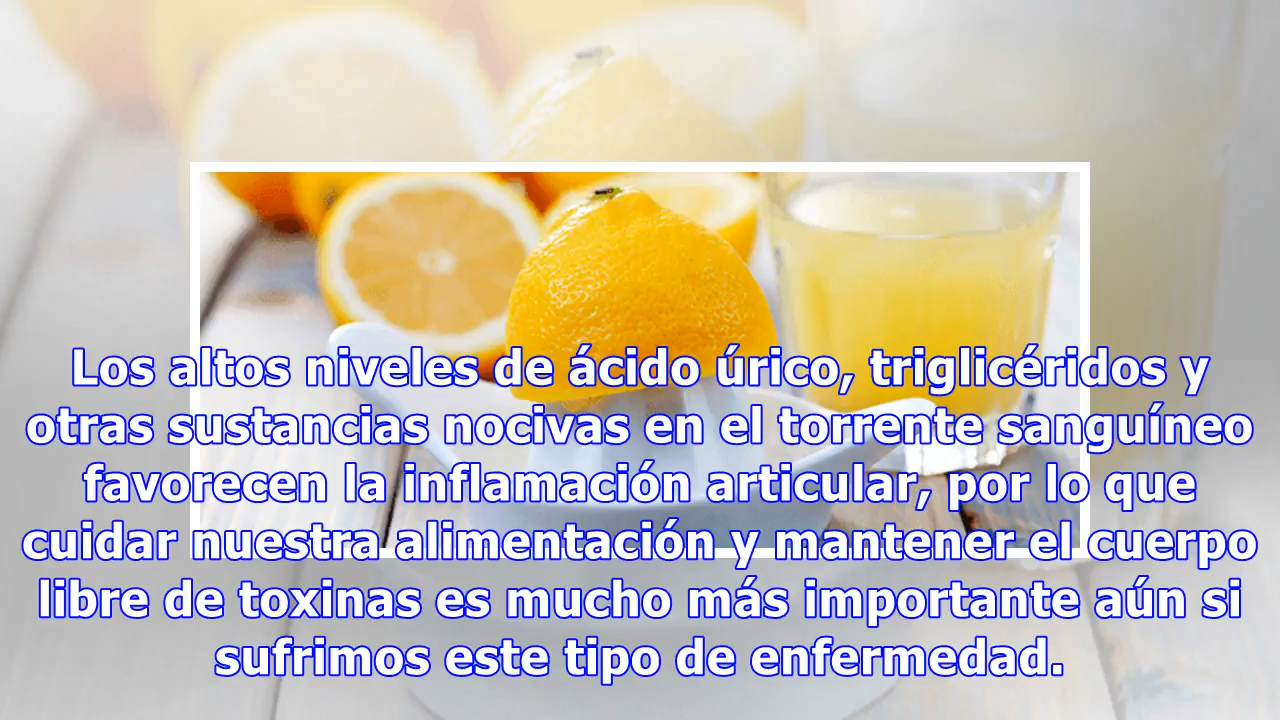 Los altos niveles de ácido úrico, triglicéridos y
otras sustancias nocivas en el torrente sanguíneo
favorecen la inflamación articular, por lo que
cuidar nuestra alimentación y mantener el cuerpo
libre de toxinas es mucho más importante aún si
sufrimos este tipo de enfermedad.